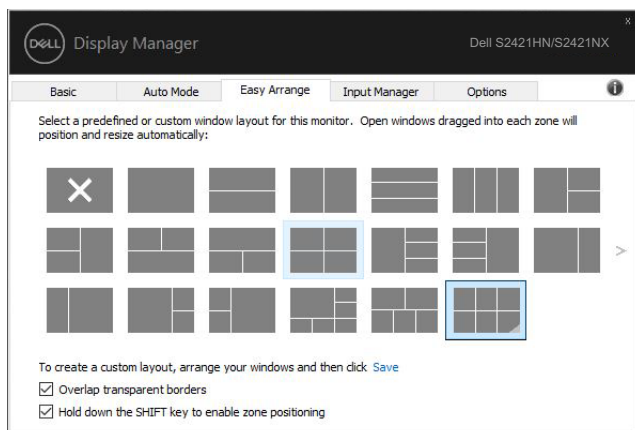 x
DELL Display Manager
Dell S2421HN/S2421NX
Basic Auto Mode Easy Arrange Input Manager Options
Select a predefined or custom window layout for this monitor. Open windows dragged into each zone will
position and resize automatically:
To create a custom layout, arrange your windows and then click Save
Overlap transparent borders
Hold down the SHIFT key to enable zone positioning